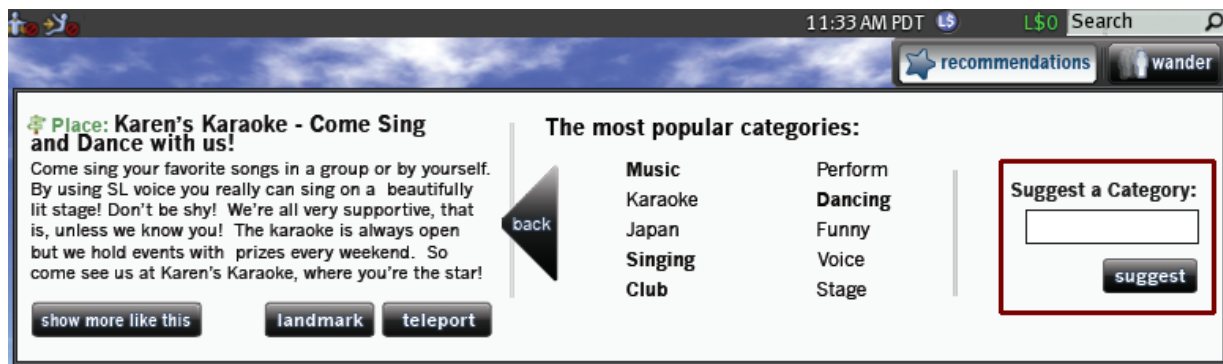 11:33 AM PDT L$ L$0 Search
recommendations wander
Place: Karen's Karaoke - Come Sing
and Dance with us!
Come sing your favorite songs in a group or by yourself.
By using SL voice you really can sing on a beautifully
lit stage! Don't be shy! We're all very supportive, that
is, unless we know you! The karaoke is always open
but we hold events with prizes every weekend. So
come see us at Karen's Karaoke, where you're the star!
show more like this landmark teleport
back
The most popular categories:
Music Perform
Karaoke Dancing
Japan Funny
Singing Voice
Club Stage
Suggest a Category:
suggest